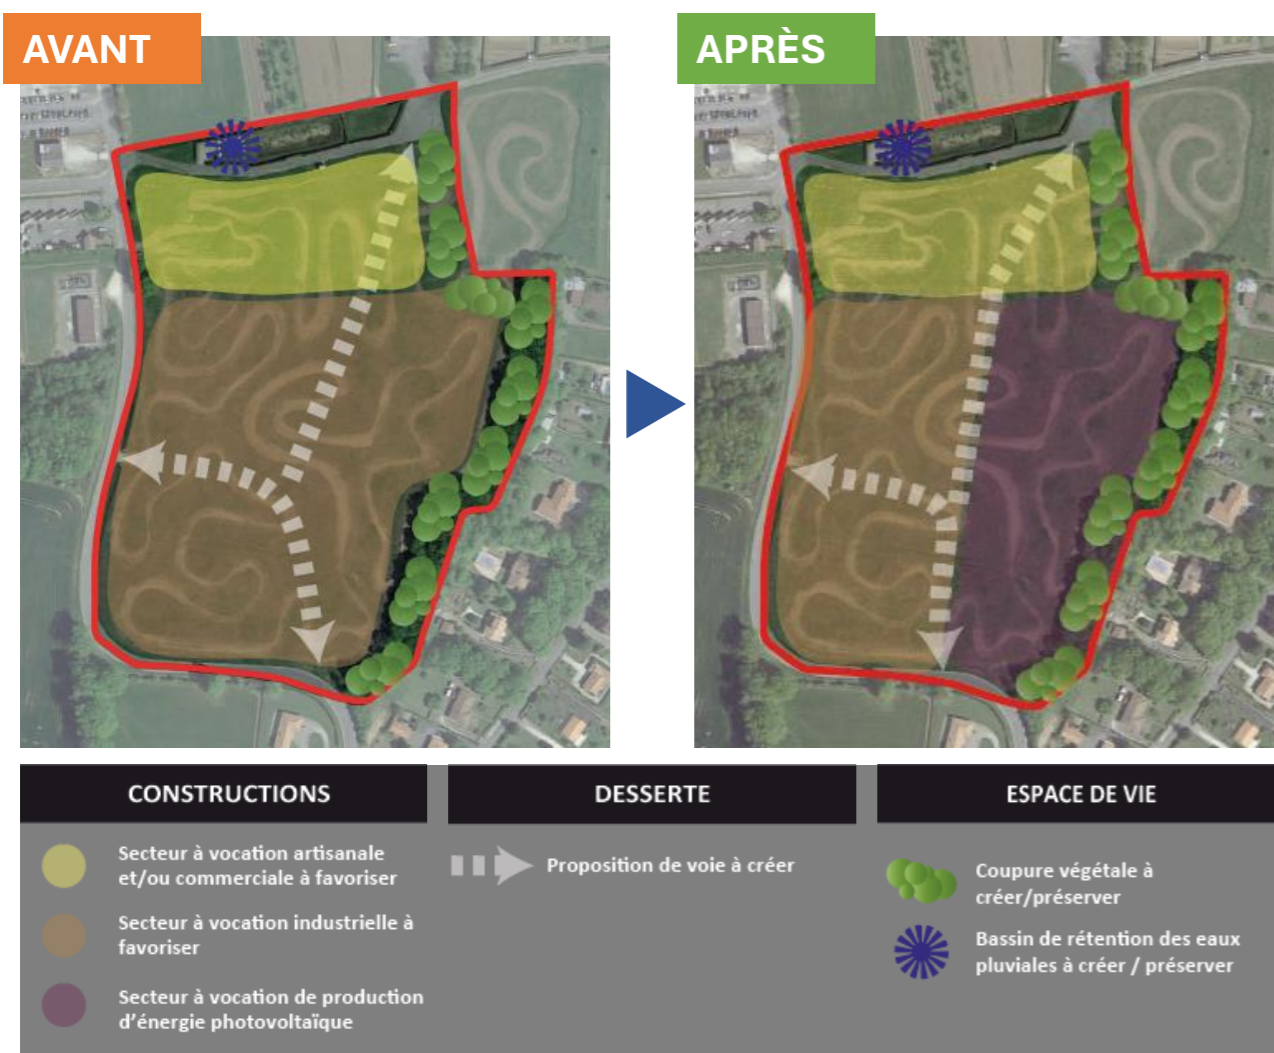 AVANT
APRÈS
CONSTRUCTIONS
Secteur à vocation artisanale
et/ou commerciale à favoriser
Secteur à vocation industrielle à
favoriser
Secteur à vocation de production
d’énergie photovoltaïque
DESSERTE
Proposition de voie à créer
ESPACE DE VIE
Coupure végétale à
créer/préserver
Bassin de rétention des eaux
pluviales à créer / préserver